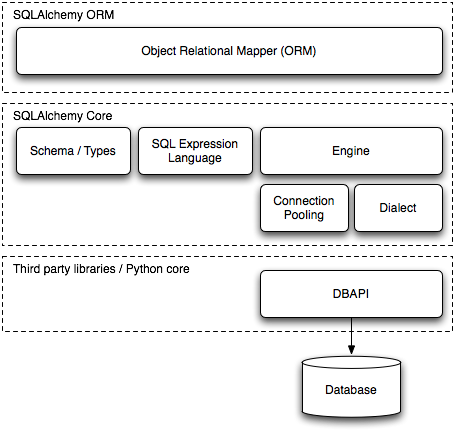 SQLAlchemy ORM
Object Relational Mapper (ORM)
SQLAlchemy Core
Schema / Types
SQL Expression
Language
Engine
Connection
Pooling
Dialect
Third party libraries / Python core
DBAPI
Database